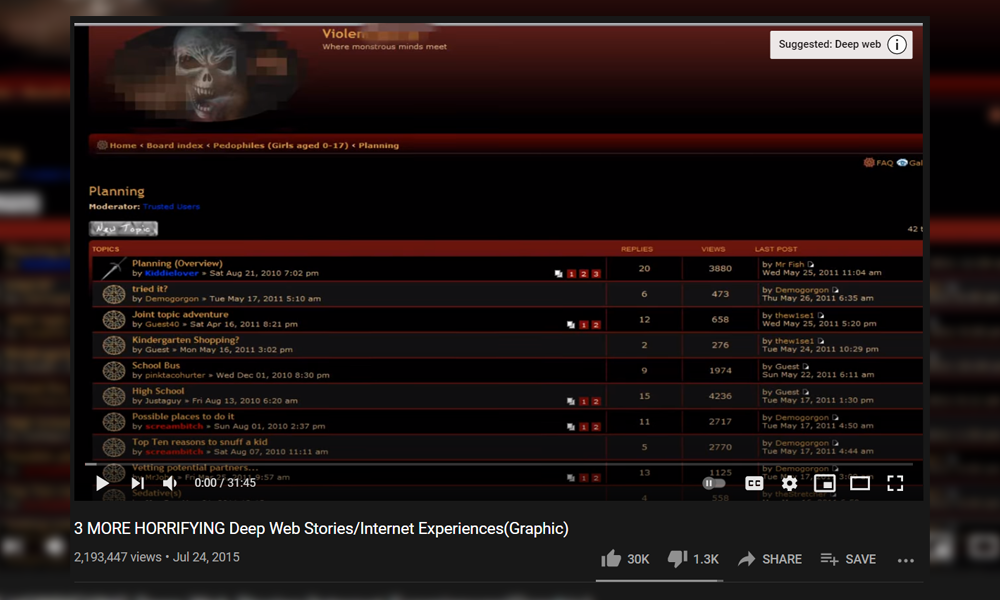 Violen
Where monstrous minds meet
Suggested: Deep web
Home ‹ Board index ‹ Pedophiles (Girls aged 0-17) ‹ Planning
FAQ Gal
Planning
Moderator: Trusted Users
New Topic
42 t
TOPICS REPLIES VIEWS LAST POST
Planning (Overview) 20 3880 by Mr Fish
by Kiddielover » Sat Aug 21, 2010 7:02 pm 1 2 3 Wed May 25, 2011 11:04 am
tried it? 6 473 by Demogorgon
by Demogorgon » Tue May 17, 2011 5:10 am Thu May 26, 2011 6:35 am
Joint topic adventure 12 658 by thew1se1
by Guest40 » Sat Apr 16, 2011 8:21 pm 1 2 Wed May 25, 2011 5:20 pm
Kindergarten Shopping? 2 276 by thew1se1
by Guest » Mon May 16, 2011 3:02 pm Tue May 24, 2011 10:29 pm
School Bus 9 1974 by Guest
by pinktacohurter » Wed Dec 01, 2010 8:30 pm Sun May 22, 2011 6:11 am
High School 15 4236 by Guest
by Justaguy » Fri Aug 13, 2010 6:20 am 1 2 Tue May 17, 2011 1:30 pm
Possible places to do it 11 2717 by Demogorgon
by screambitch » Sun Aug 01, 2010 2:37 pm 1 2 Tue May 17, 2011 4:50 am
Top Ten reasons to snuff a kid 5 2770 by Demogorgon
by screambitch » Sat Aug 07, 2010 11:11 am Tue May 17, 2011 4:44 am
Vetting potential partners... 13 1125 by Demogorgon
1 2 Tue May 17, 2011
Sedative(s) 4 558
0:00 / 31:45
CC
3 MORE HORRIFYING Deep Web Stories/Internet Experiences(Graphic)
2,193,447 views • Jul 24, 2015
30K 1.3K SHARE SAVE